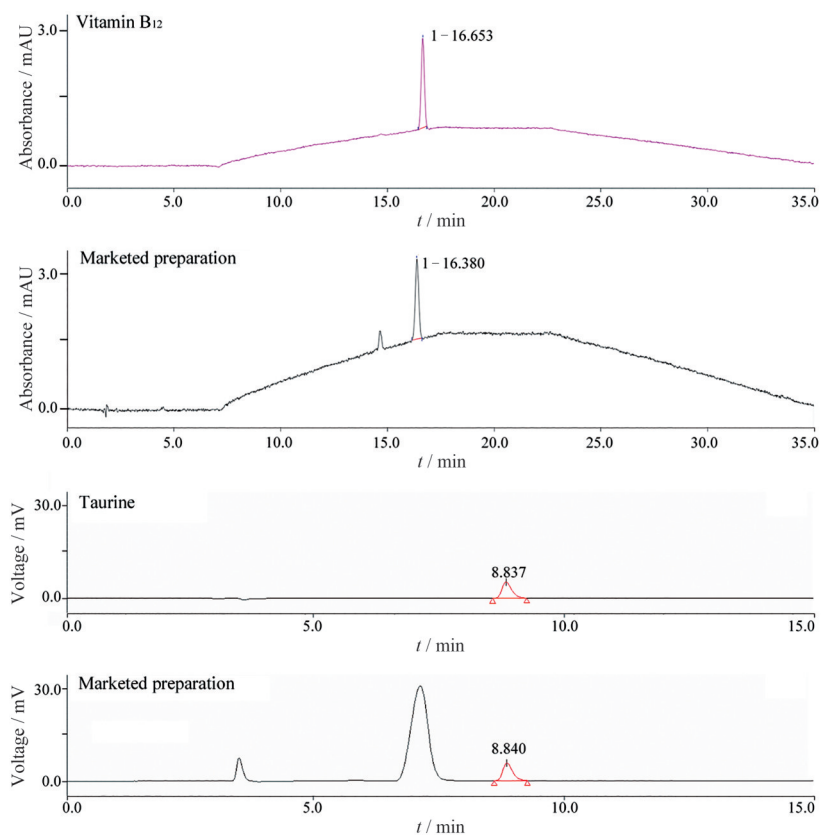 Vitamin B₁₂
Absorbance / mAU
3.0
0.0
1 – 16.653
0.0 5.0 10.0 15.0 20.0 25.0 30.0 35.0
t / min
Marketed preparation
Absorbance / mAU
3.0
0.0
1 – 16.380
0.0 5.0 10.0 15.0 20.0 25.0 30.0 35.0
t / min
Taurine
Voltage / mV
30.0
0.0
8.837
0.0 5.0 10.0 15.0
t / min
Marketed preparation
Voltage / mV
30.0
0.0
8.840
0.0 5.0 10.0 15.0
t / min